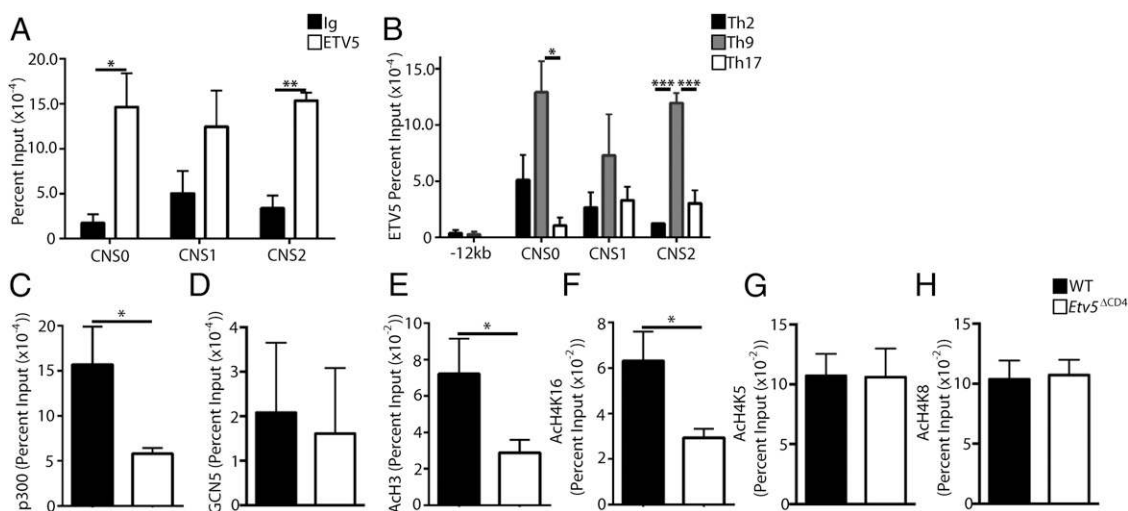 A
Ig
ETV5
Percent Input (x10-4)
20.0
15.0
10.0
5.0
0
*
**
CNS0
CNS1
CNS2
B
Th2
Th9
Th17
ETV5 Percent Input (x10-4)
20.0
15.0
10.0
5.0
0
*
*** ***
-12kb
CNS0
CNS1
CNS2
C
p300 (Percent Input (x10-4))
20
15
10
5
0
*
D
GCN5 (Percent Input (x10-4))
4
3
2
1
0
E
AcH3 (Percent Input (x10-2))
10
8
6
4
2
0
*
F
AcH4K16
(Percent Input (x10-2))
8
6
4
2
0
*
G
AcH4K5
(Percent Input (x10-2))
15
10
5
0
H
WT
Etv5ΔCD4
AcH4K8
(Percent Input (x10-2))
15
10
5
0